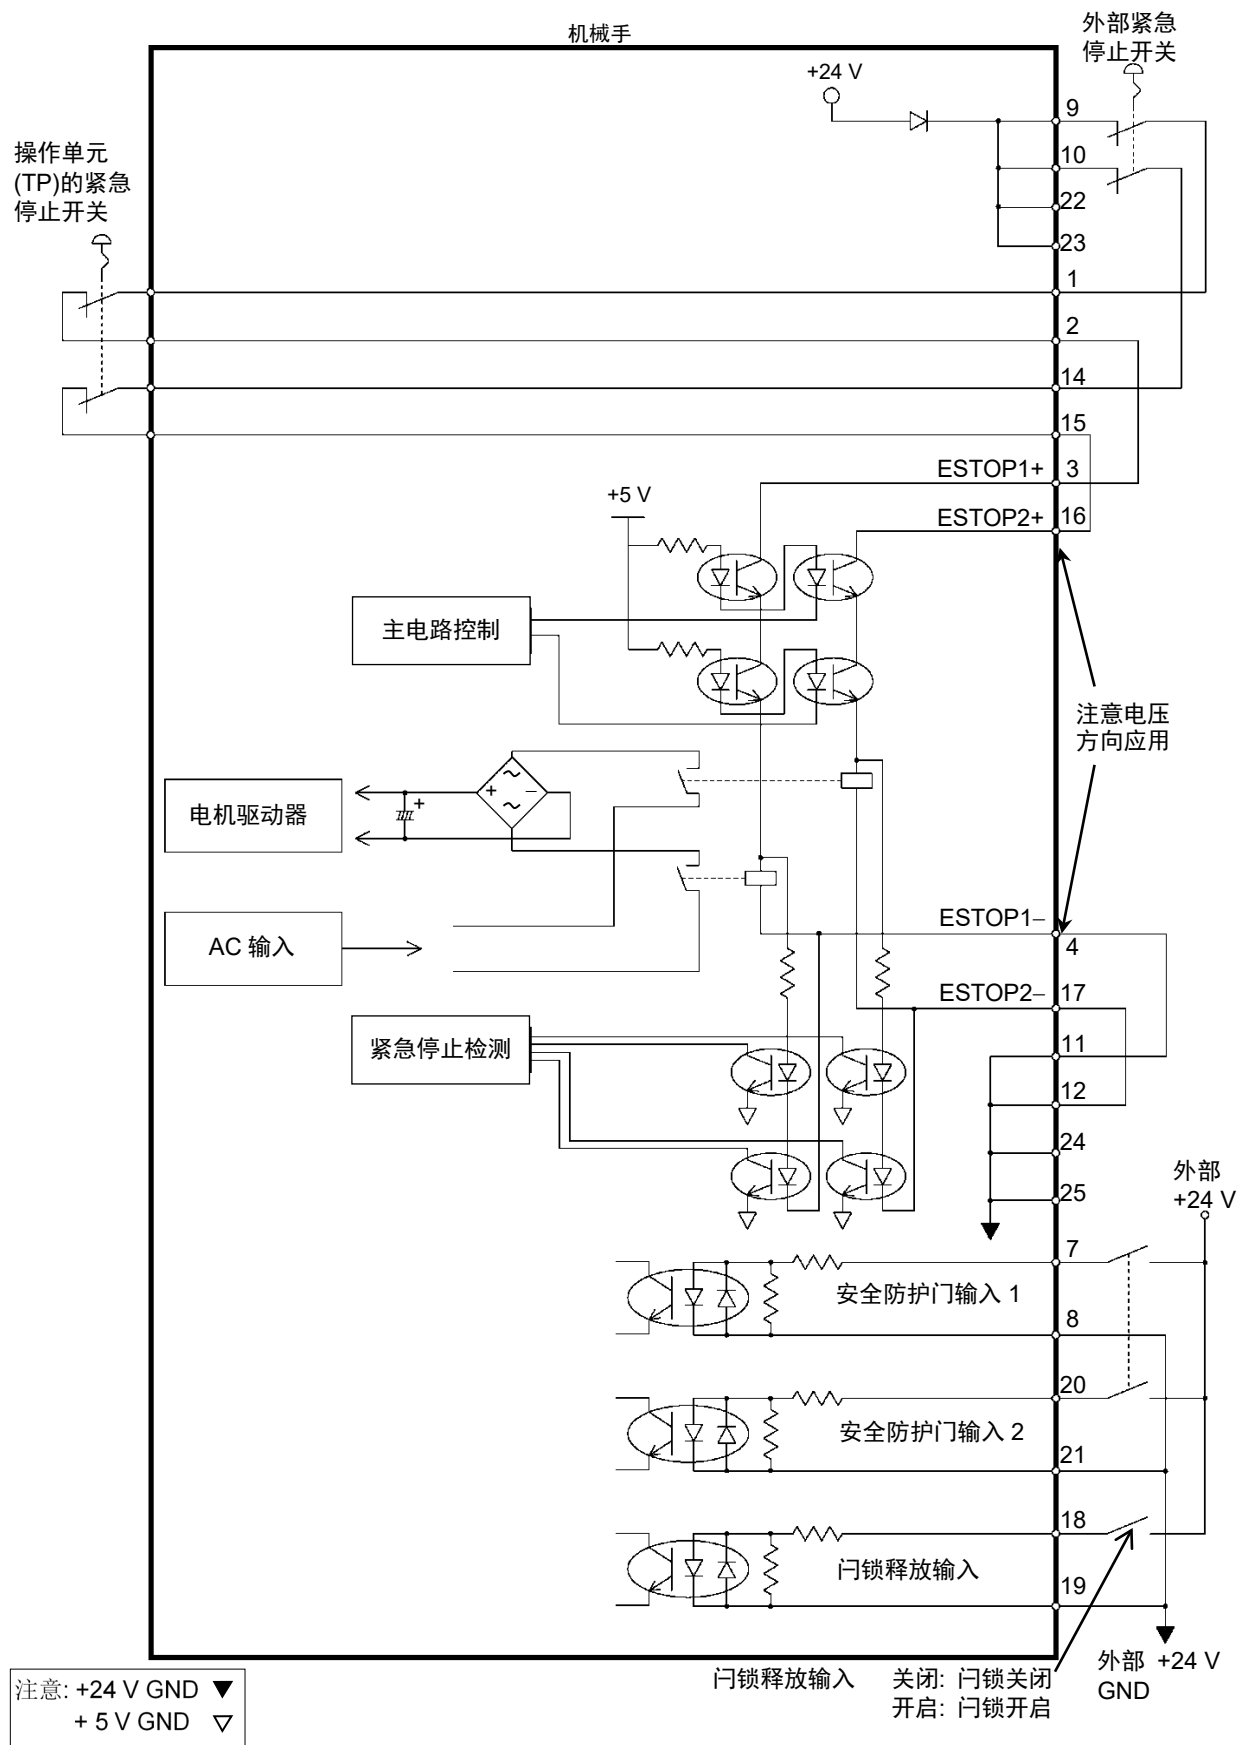 机械手
外部紧急
停止开关
+24 V
9
10
22
23
操作单元
(TP)的紧急
停止开关
1
2
14
15
ESTOP1+ 3
ESTOP2+ 16
+5 V
主电路控制
注意电压
方向应用
电机驱动器
+
+ −
ESTOP1−
4
AC 输入
ESTOP2− 17
紧急停止检测
11
12
24
25
外部
+24 V
7
安全防护门输入 1
8
20
安全防护门输入 2
21
18
闩锁释放输入
19
外部 +24 V
GND
闩锁释放输入 关闭: 闩锁关闭
开启: 闩锁开启
注意: +24 V GND ▼
+ 5 V GND ▽